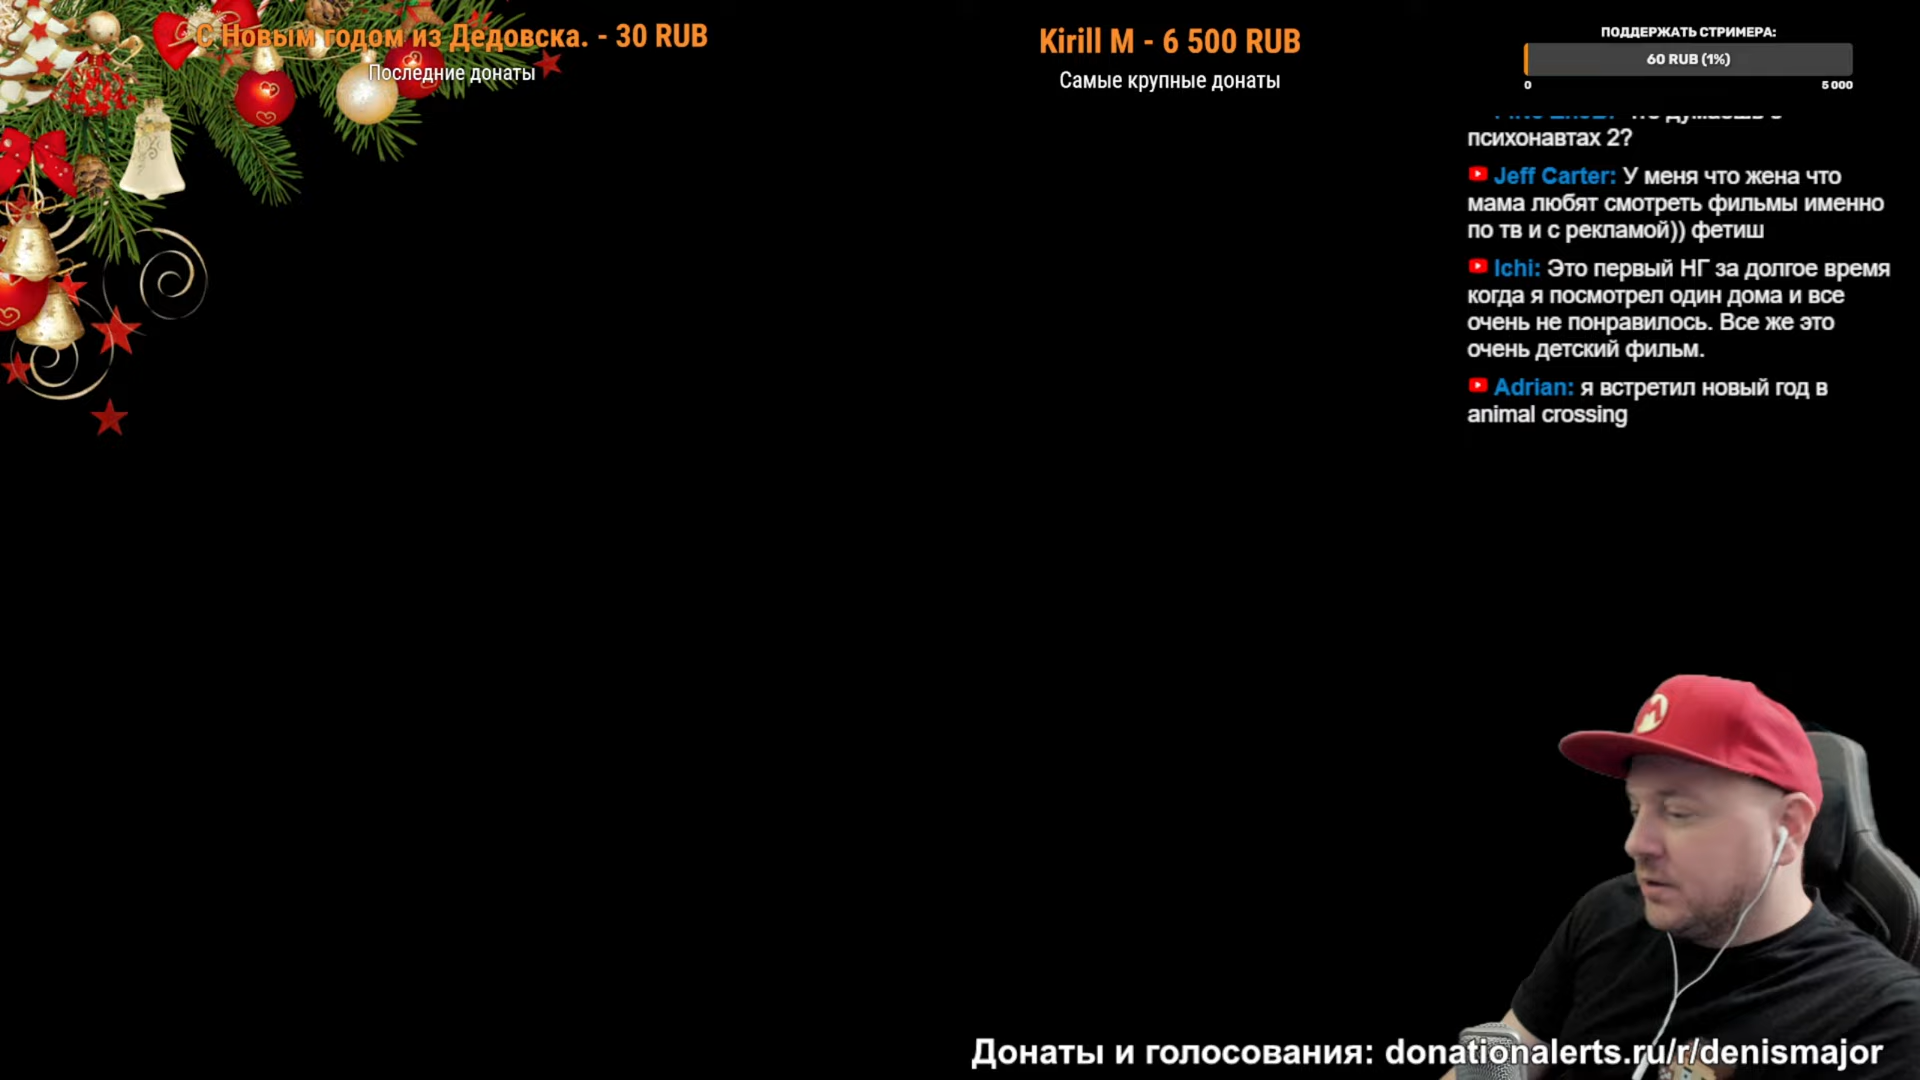 С Новым годом из Дедовска. - 30 RUB
Последние донаты
Kirill M - 6 500 RUB
Самые крупные донаты
ПОДДЕРЖАТЬ СТРИМЕРА:
60 RUB (1%)
0 5 000
психонавтах 2?
Jeff Carter: У меня что жена что
мама любят смотреть фильмы именно
по тв и с рекламой)) фетиш
Ichi: Это первый НГ за долгое время
когда я посмотрел один дома и все
очень не понравилось. Все же это
очень детский фильм.
Adrian: я встретил новый год в
animal crossing
M
Донаты и голосования: donationalerts.ru/r/denismajor